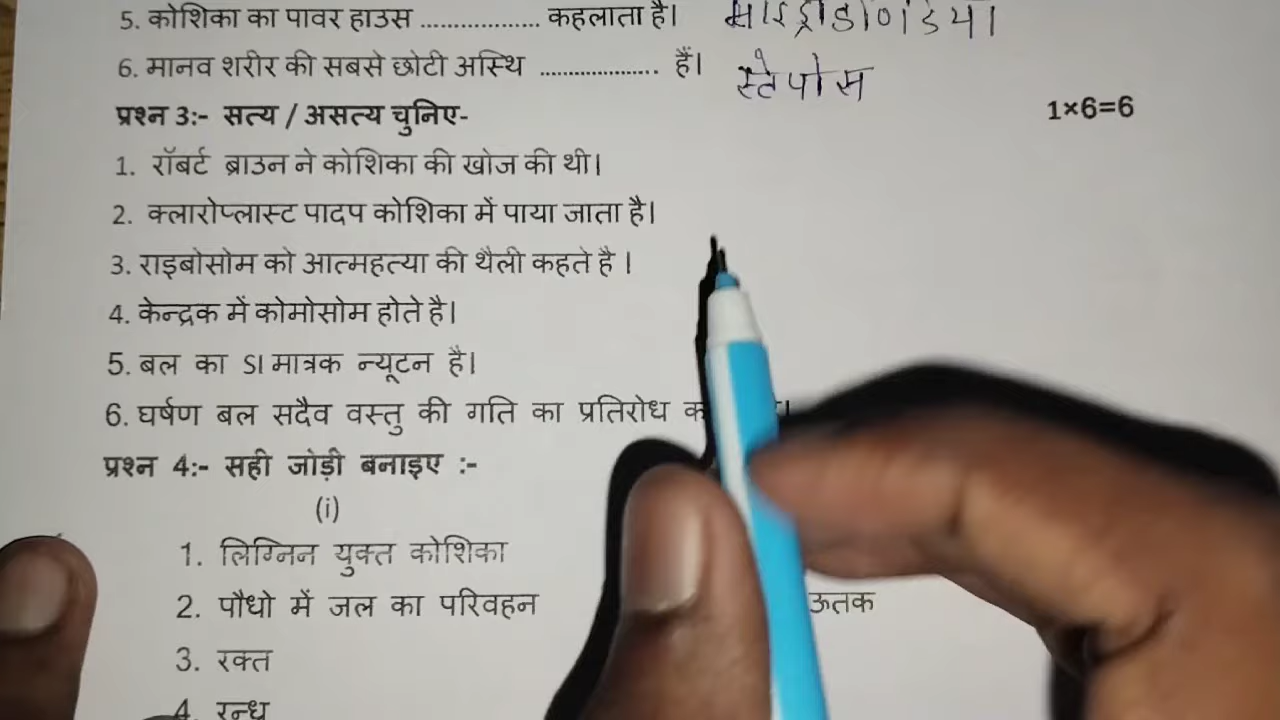 5. कोशिका का पावर हाउस ................. कहलाता है। माइट्रोडोण्डिया।
6. मानव शरीर की सबसे छोटी अस्थि ................... हैं। स्टेपोस
प्रश्न 3:- सत्य / असत्य चुनिए- 1×6=6
1. रॉबर्ट ब्राउन ने कोशिका की खोज की थी।
2. क्लारोप्लास्ट पादप कोशिका में पाया जाता है।
3. राइबोसोम को आत्महत्या की थैली कहते है ।
4. केन्द्रक में कोमोसोम होते है।
5. बल का SI मात्रक न्यूटन है।
6. घर्षण बल सदैव वस्तु की गति का प्रतिरोध
प्रश्न 4:- सही जोड़ी बनाइए :-
(i)
1. लिग्निन युक्त कोशिका
2. पौधो में जल का परिवहन ऊतक
3. रक्त
4. रन्ध्र